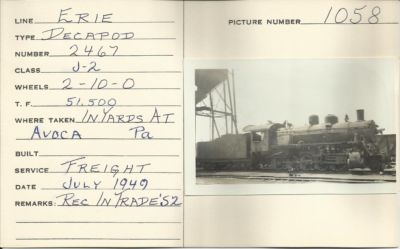 LINE ERIE
TYPE DECAPOD
NUMBER 2467
CLASS J-2
WHEELS 2-10-0
T. F. 51,500
WHERE TAKEN IN YARDS AT
AVOCA Pa
BUILT
SERVICE FREIGHT
DATE JULY 1949
REMARKS: REC IN TRADE '52
PICTURE NUMBER 1058